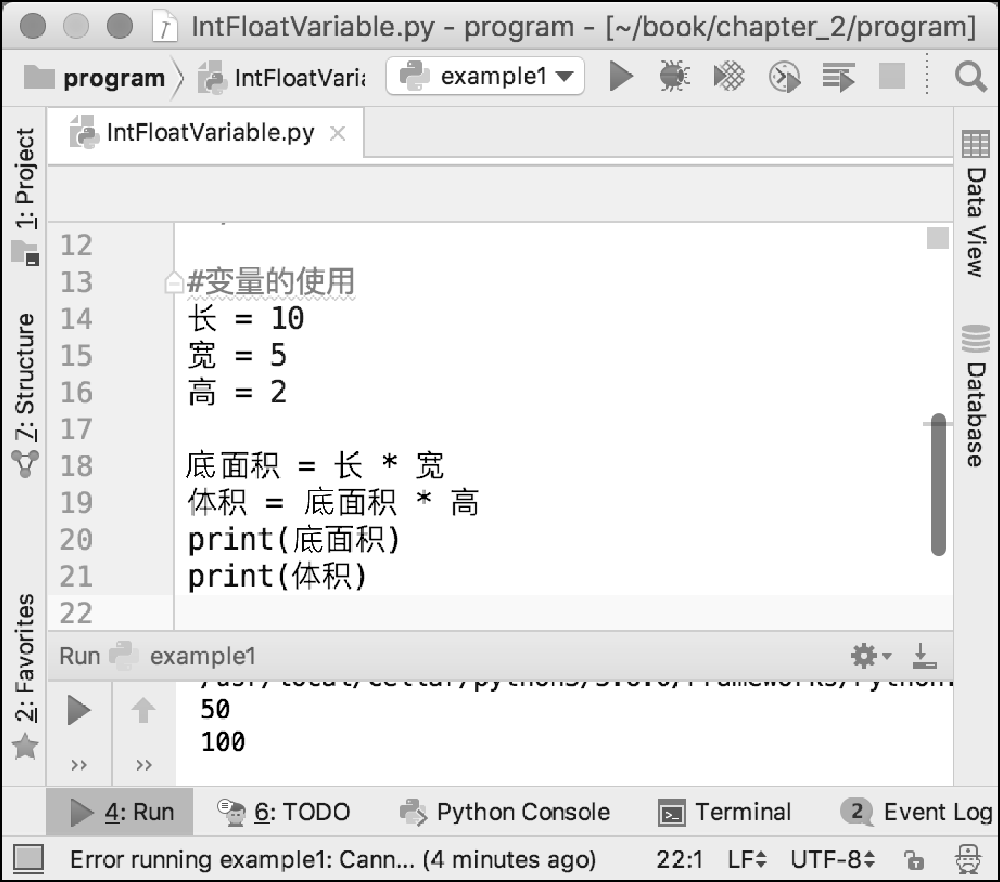 IntFloatVariable.py - program - [~/book/chapter_2/program]
program IntFloatVaria example1
IntFloatVariable.py
1: Project
7: Structure
2: Favorites
12
13 #变量的使用
14 长 = 10
15 宽 = 5
16 高 = 2
17
18 底面积 = 长 * 宽
19 体积 = 底面积 * 高
20 print(底面积)
21 print(体积)
22
Data View
Database
Run example1
50
100
4: Run 6: TODO Python Console Terminal 2 Event Log
Error running example1: Cann... (4 minutes ago) 22:1 LF UTF-8